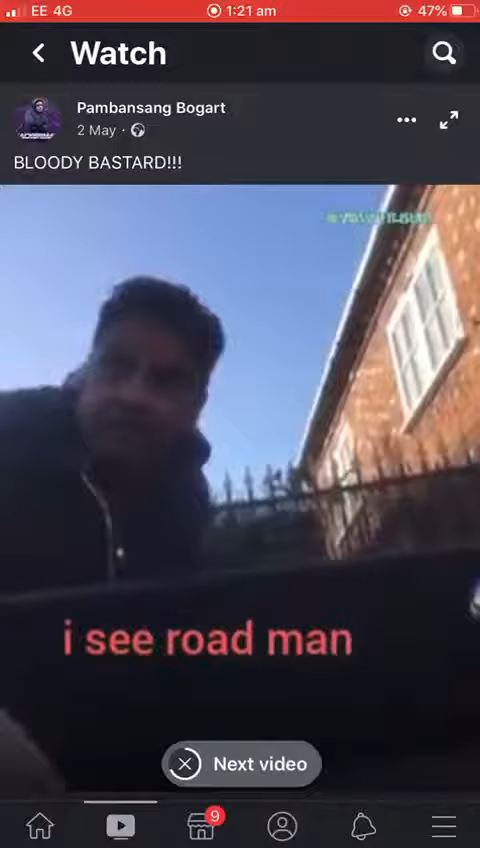 EE 4G
1:21 am
47%
Watch
Pambansang Bogart
2 May ·
BLOODY BASTARD!!!
i see road man
Next video
9